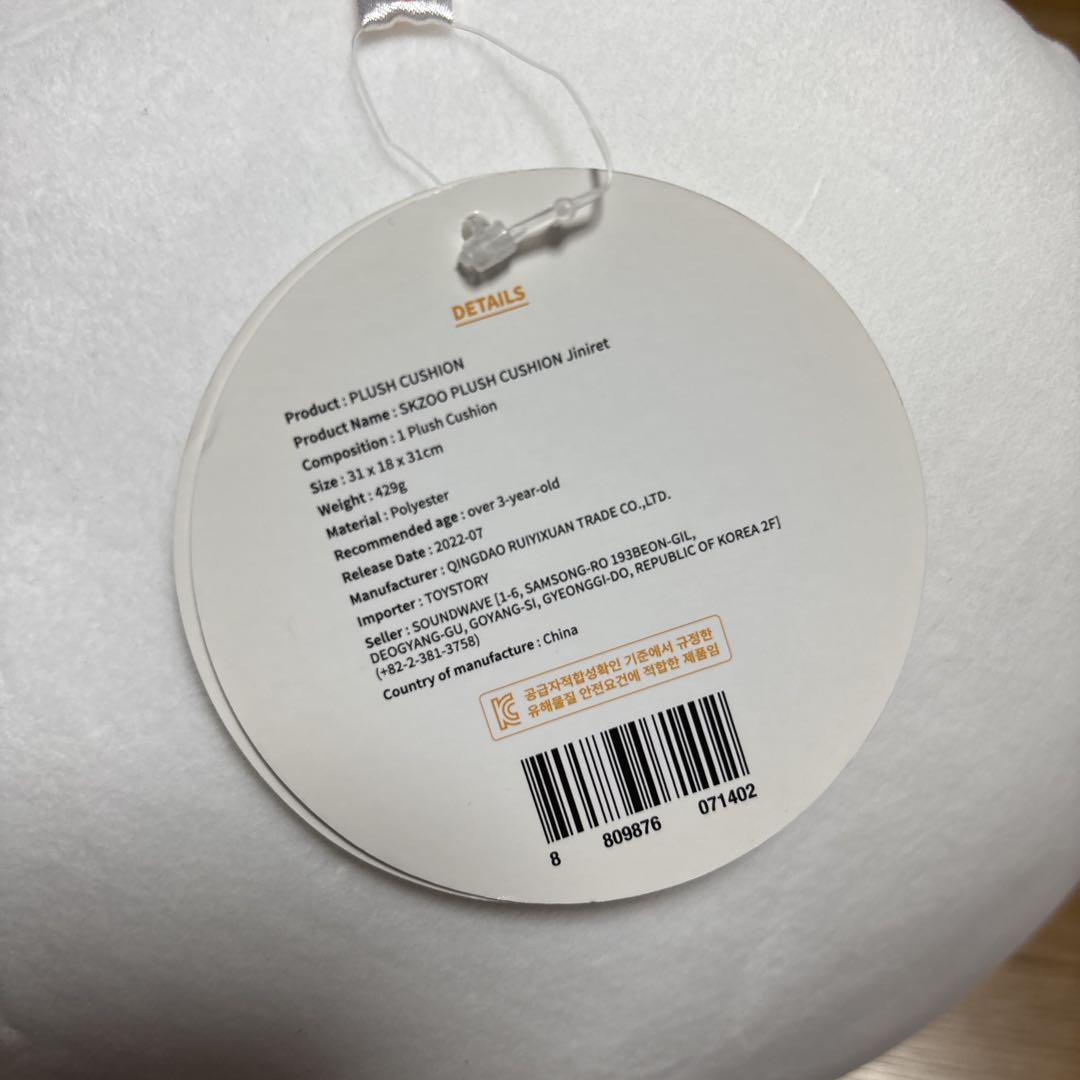 DETAILS
Product : PLUSH CUSHION
Product Name : SKZOO PLUSH CUSHION Jiniret
Composition : 1 Plush Cushion
Size : 31 x 18 x 31cm
Weight : 429g
Material : Polyester
Recommended age : over 3-year-old
Release Date : 2022-07
Manufacturer : QINGDAO RUIYIXUAN TRADE CO.,LTD.
Importer : TOYSTORY
Seller : SOUNDWAVE [1-6, SAMSONG-RO 193BEON-GIL,
DEOGYANG-GU, GOYANG-SI, GYEONGGI-DO, REPUBLIC OF KOREA 2F]
(+82-2-381-3758)
Country of manufacture : China
공급자적합성확인 기준에서 규정한
유해물질 안전요건에 적합한 제품임
8 809876 071402